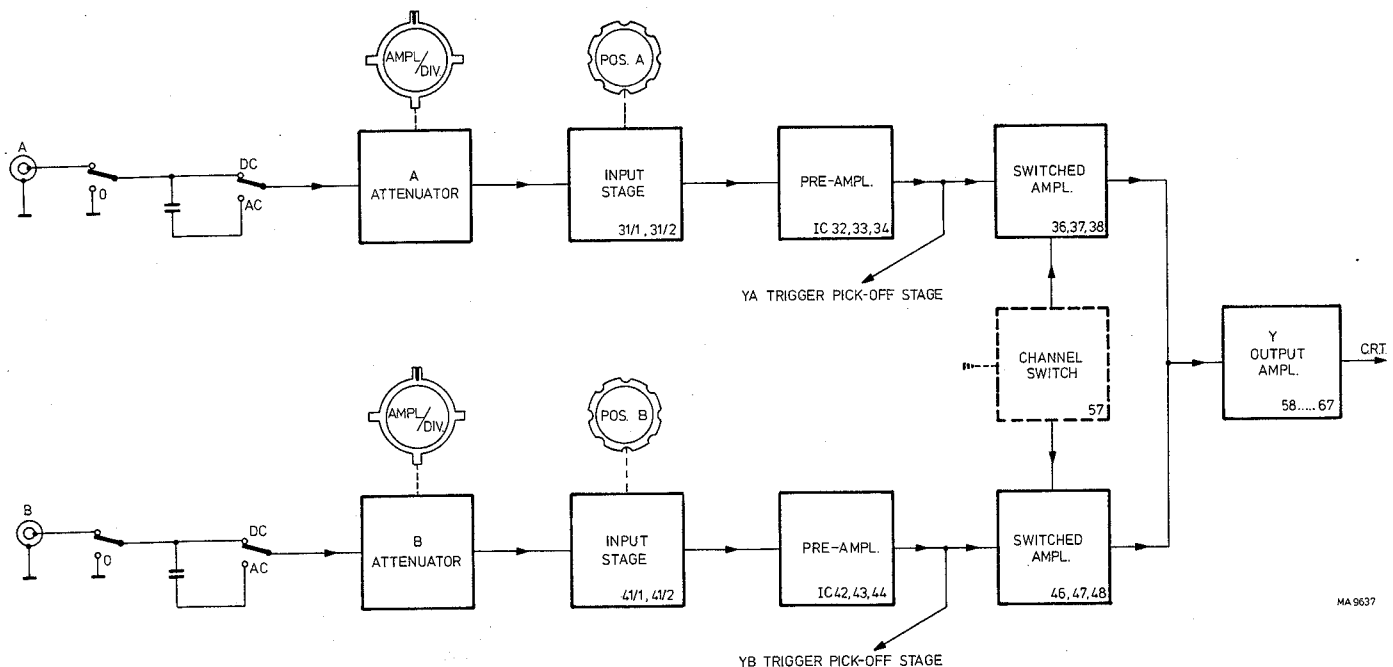 AMPL/DIV.
POS. A
A
O
DC
AC
A
ATTENUATOR
INPUT
STAGE
31/1, 31/2
PRE-AMPL.
IC 32, 33, 34
SWITCHED
AMPL.
36, 37, 38
YA TRIGGER PICK-OFF STAGE
CHANNEL
SWITCH
57
Y
OUTPUT
AMPL.
58.....67
C.R.T.
AMPL/DIV.
POS. B
B
O
DC
AC
B
ATTENUATOR
INPUT
STAGE
41/1, 41/2
PRE-AMPL.
IC 42, 43, 44
SWITCHED
AMPL.
46, 47, 48
YB TRIGGER PICK-OFF STAGE
MA 9637